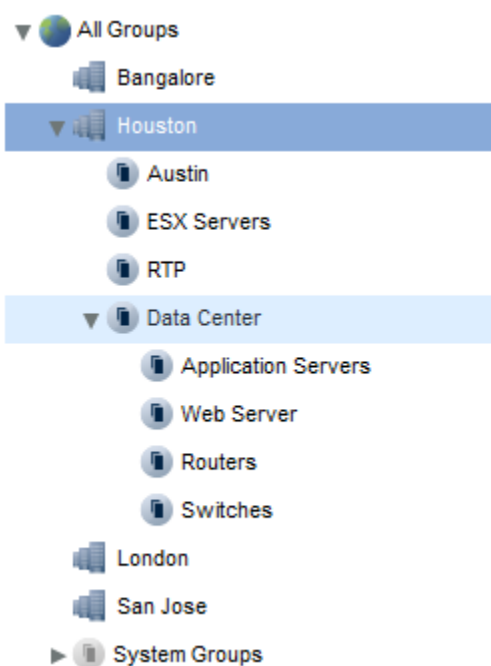 All Groups
Bangalore
Houston
Austin
ESX Servers
RTP
Data Center
Application Servers
Web Server
Routers
Switches
London
San Jose
System Groups